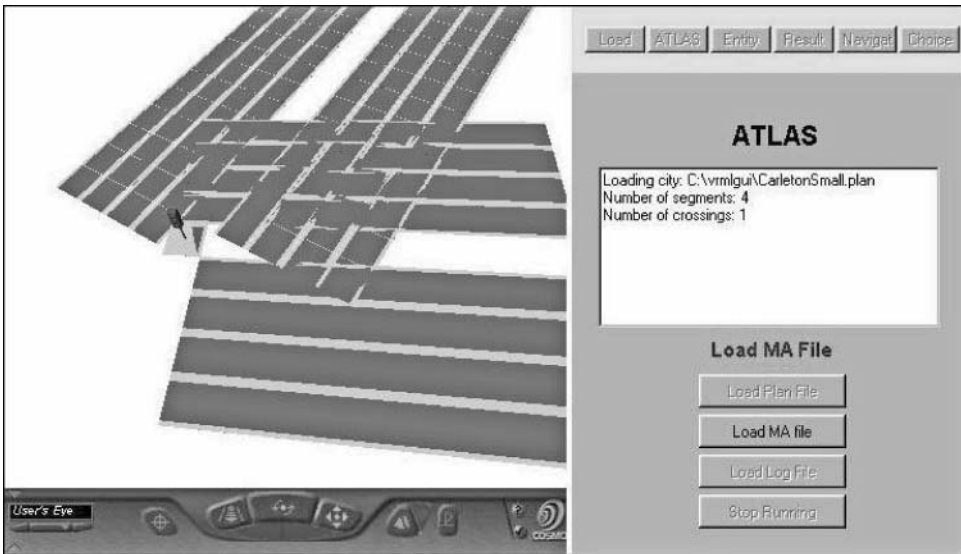 Load ATLAS Entity Result Navigat Choice
ATLAS
Loading city: C:\vrmlgui\CarletonSmall.plan
Number of segments: 4
Number of crossings: 1
Load MA File
Load Plan File
Load MA file
Load Log File
Stop Running
User's Eye
?
COSMO